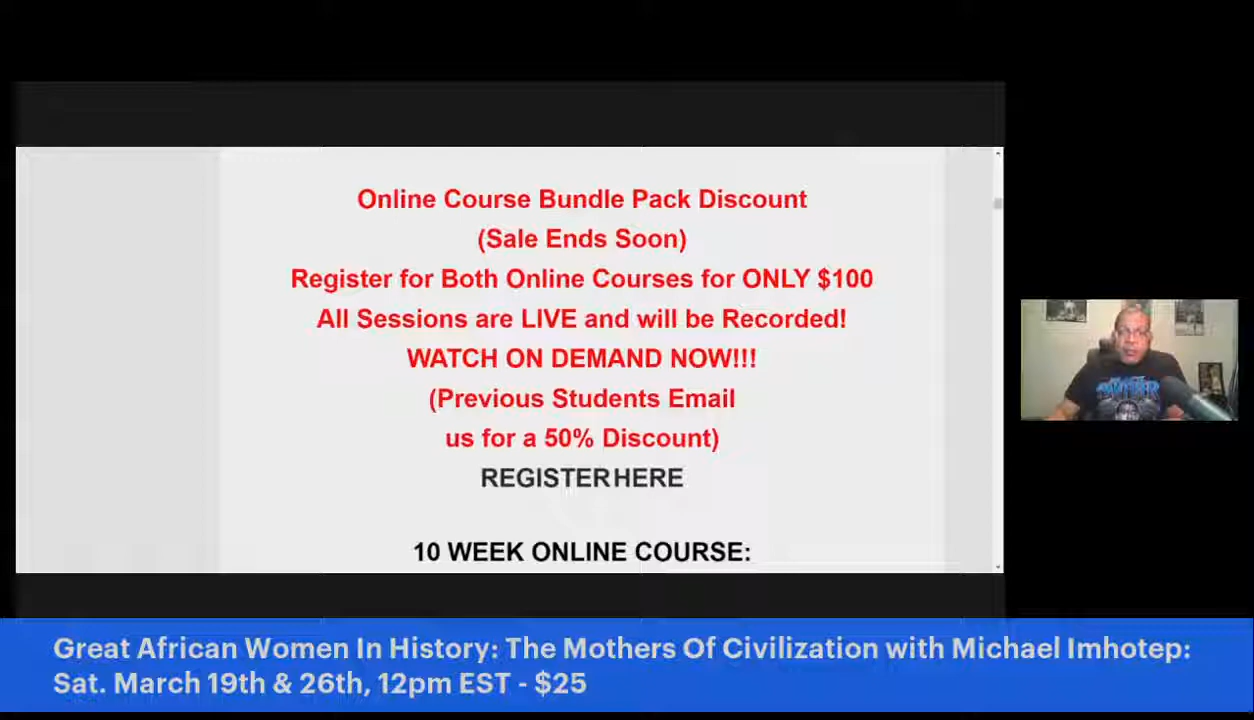 Online Course Bundle Pack Discount
(Sale Ends Soon)
Register for Both Online Courses for ONLY $100
All Sessions are LIVE and will be Recorded!
WATCH ON DEMAND NOW!!!
(Previous Students Email
us for a 50% Discount)
REGISTER HERE
10 WEEK ONLINE COURSE:
Great African Women In History: The Mothers Of Civilization with Michael Imhotep:
Sat. March 19th & 26th, 12pm EST - $25